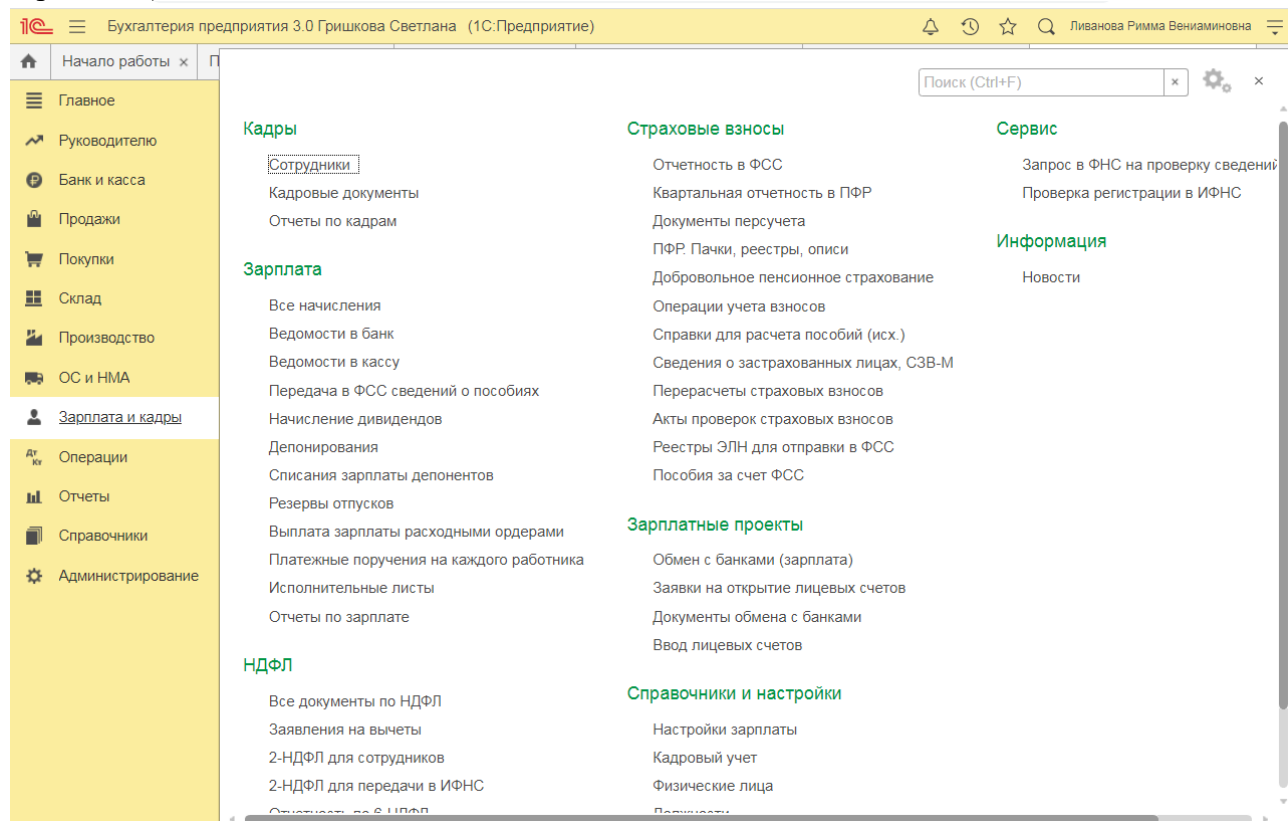 1С Бухгалтерия предприятия 3.0 Гришкова Светлана (1С:Предприятие) Ливанова Римма Вениаминовна
Начало работы × П
Поиск (Ctrl+F) × ×
Главное
Руководителю
Банк и касса
Продажи
Покупки
Склад
Производство
ОС и НМА
Зарплата и кадры
Дт Кт Операции
Отчеты
Справочники
Администрирование
Кадры
Сотрудники
Кадровые документы
Отчеты по кадрам
Зарплата
Все начисления
Ведомости в банк
Ведомости в кассу
Передача в ФСС сведений о пособиях
Начисление дивидендов
Депонирования
Списания зарплаты депонентов
Резервы отпусков
Выплата зарплаты расходными ордерами
Платежные поручения на каждого работника
Исполнительные листы
Отчеты по зарплате
НДФЛ
Все документы по НДФЛ
Заявления на вычеты
2-НДФЛ для сотрудников
2-НДФЛ для передачи в ИФНС
Отчетность по 6-НДФЛ
Страховые взносы
Отчетность в ФСС
Квартальная отчетность в ПФР
Документы персучета
ПФР. Пачки, реестры, описи
Добровольное пенсионное страхование
Операции учета взносов
Справки для расчета пособий (исх.)
Сведения о застрахованных лицах, СЗВ-М
Перерасчеты страховых взносов
Акты проверок страховых взносов
Реестры ЭЛН для отправки в ФСС
Пособия за счет ФСС
Зарплатные проекты
Обмен с банками (зарплата)
Заявки на открытие лицевых счетов
Документы обмена с банками
Ввод лицевых счетов
Справочники и настройки
Настройки зарплаты
Кадровый учет
Физические лица
Должности
Сервис
Запрос в ФНС на проверку сведений
Проверка регистрации в ИФНС
Информация
Новости